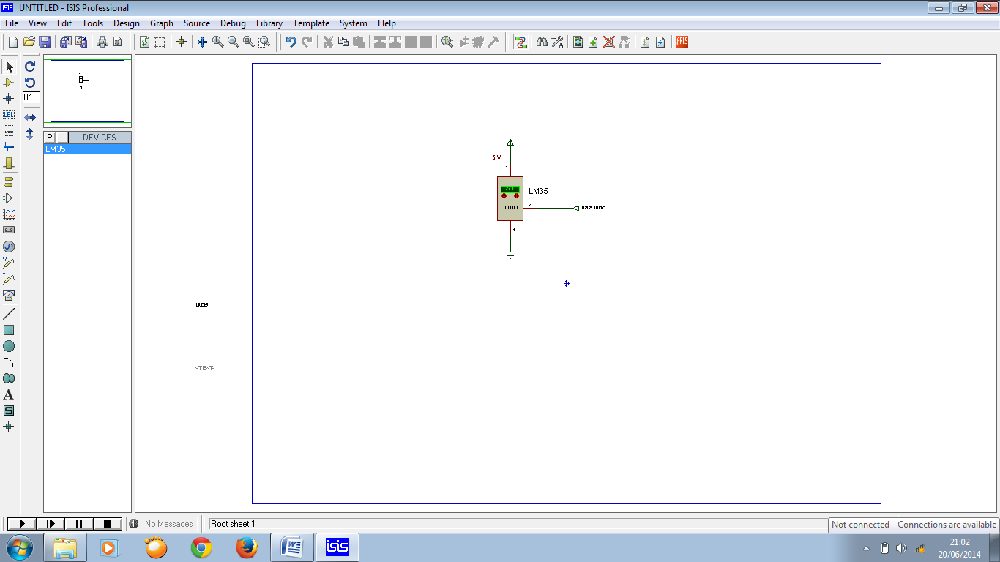 UNTITLED - ISIS Professional
File View Edit Tools Design Graph Source Debug Library Template System Help
LBL
0°
P L DEVICES
LM35
5 V
1
27.0
LM35
VOUT
2
Data Mikro
3
LM35
<TEXT>
A
S
No Messages
Root sheet 1
Not connected - Connections are available
isis
21:02
20/06/2014